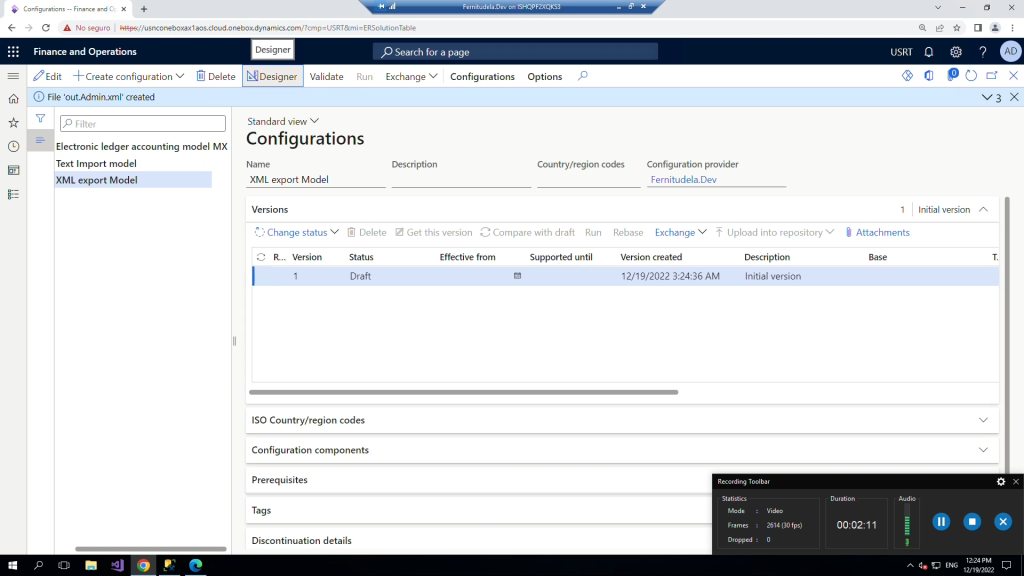 Configurations -- Finance and Op
Fernitudela.Dev on ISHQPF2XQKS3
No seguro
https://usnconeboxax1aos.cloud.onebox.dynamics.com/?cmp=USRT&mi=ERSolutionTable
Finance and Operations
Designer
Search for a page
USRT
AD
Edit
Create configuration
Delete
Designer
Validate
Run
Exchange
Configurations
Options
0
File 'out.Admin.xml' created
3
Filter
Electronic ledger accounting model MX
Text Import model
XML export Model
Standard view
Configurations
Name
Description
Country/region codes
Configuration provider
XML export Model
Fernitudela.Dev
Versions
1
Initial version
Change status
Delete
Get this version
Compare with draft
Run
Rebase
Exchange
Upload into repository
Attachments
R... Version
Status
Effective from
Supported until
Version created
Description
Base
T.
1
Draft
12/19/2022 3:24:36 AM
Initial version
ISO Country/region codes
Configuration components
Prerequisites
Tags
Discontinuation details
Recording Toolbar
Statistics
Duration
Audio
Mode : Video
Frames : 2614 (30 fps)
Dropped : 0
00:02:11
ENG
12:24 PM
12/19/2022